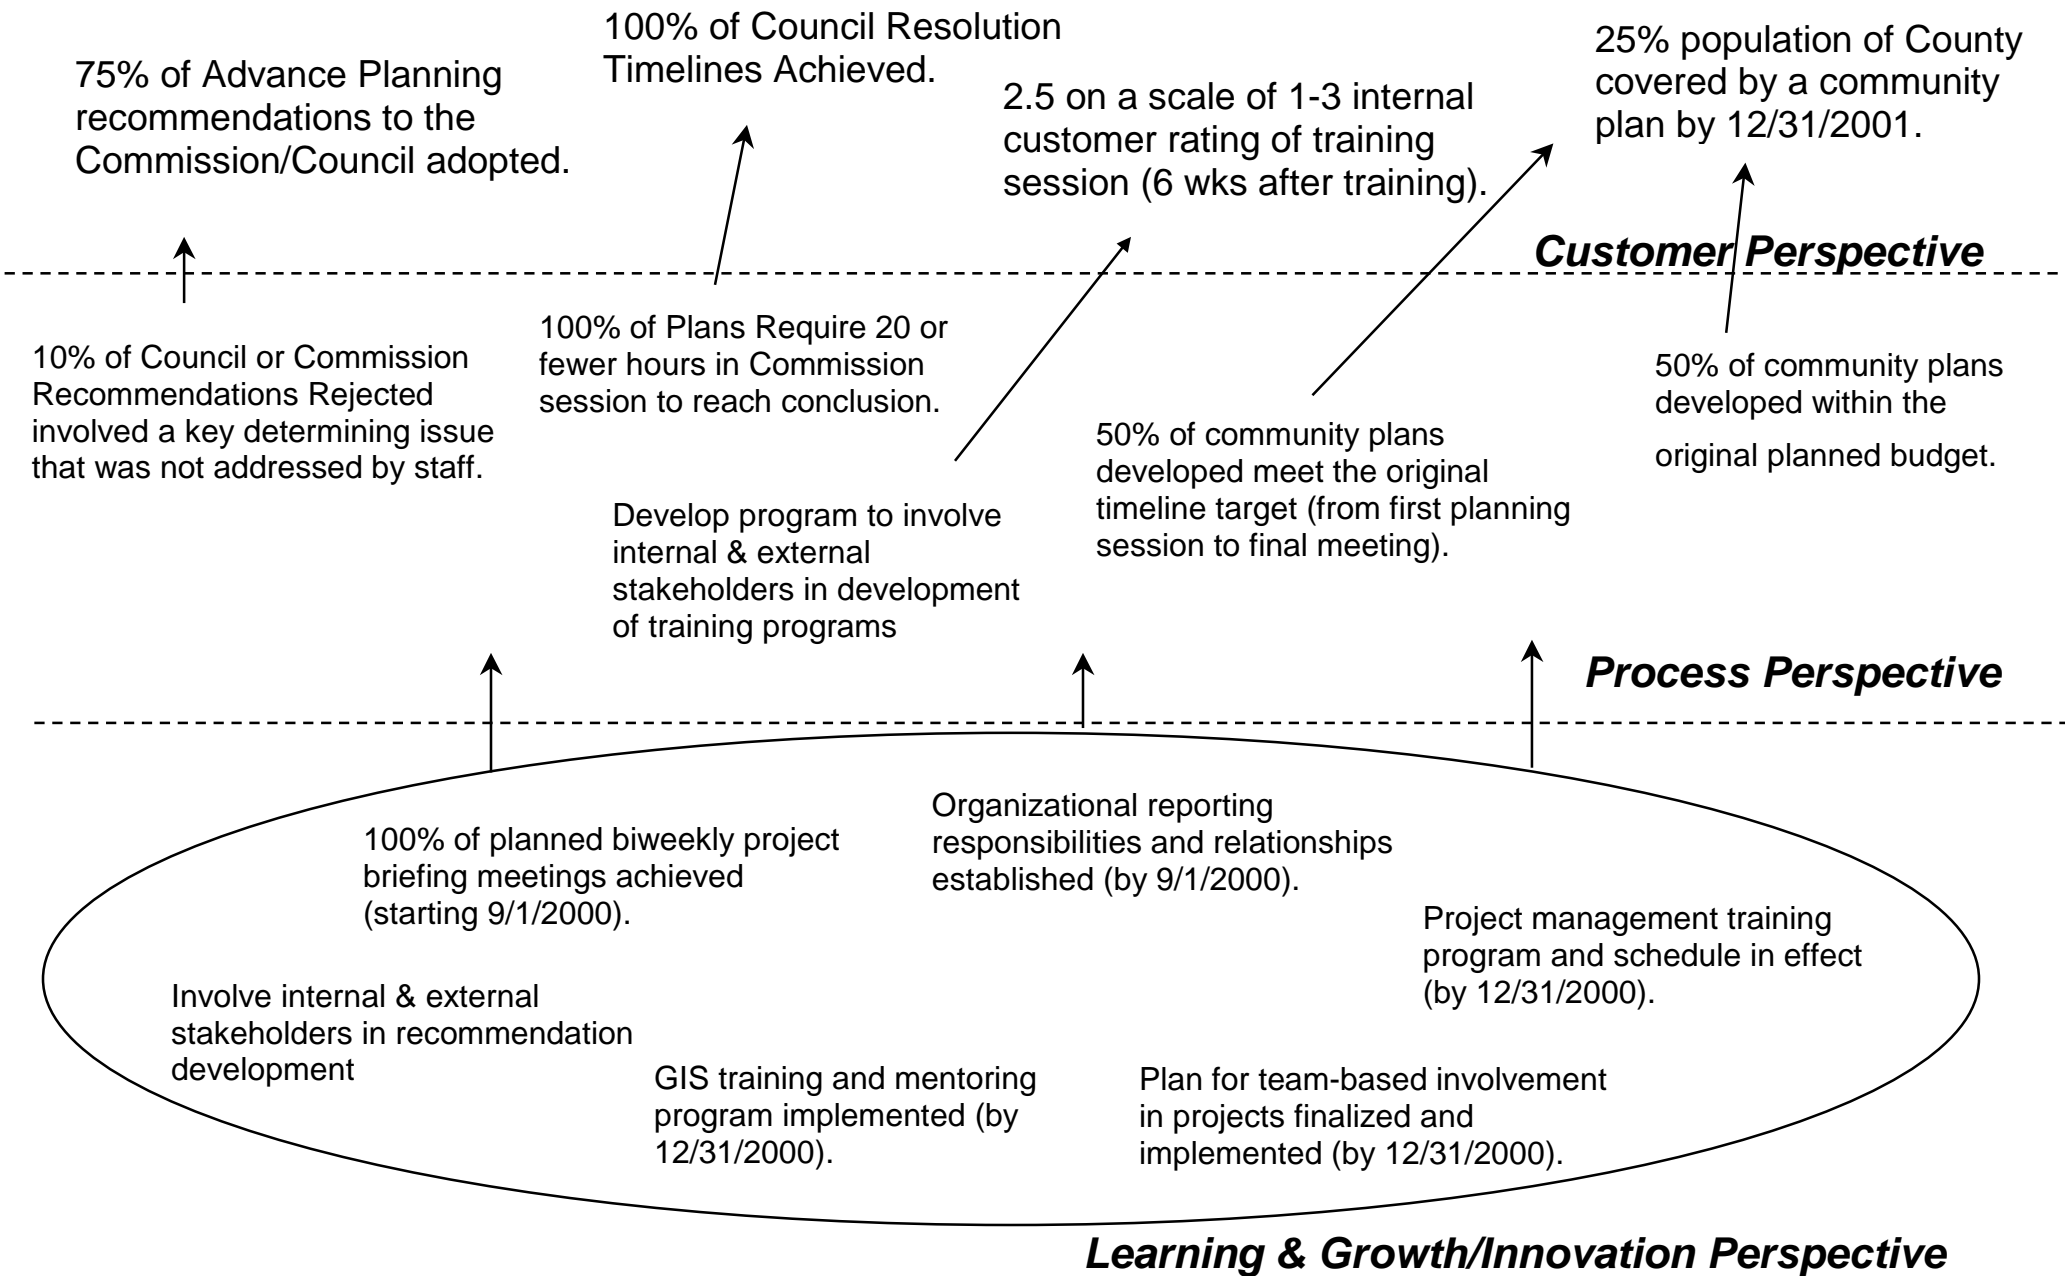 75% of Advance Planning
recommendations to the
Commission/Council adopted.
100% of Council Resolution
Timelines Achieved.
2.5 on a scale of 1-3 internal
customer rating of training
session (6 wks after training).
25% population of County
covered by a community
plan by 12/31/2001.
Customer Perspective
10% of Council or Commission
Recommendations Rejected
involved a key determining issue
that was not addressed by staff.
100% of Plans Require 20 or
fewer hours in Commission
session to reach conclusion.
Develop program to involve
internal & external
stakeholders in development
of training programs
50% of community plans
developed meet the original
timeline target (from first planning
session to final meeting).
50% of community plans
developed within the
original planned budget.
Process Perspective
100% of planned biweekly project
briefing meetings achieved
(starting 9/1/2000).
Organizational reporting
responsibilities and relationships
established (by 9/1/2000).
Project management training
program and schedule in effect
(by 12/31/2000).
Involve internal & external
stakeholders in recommendation
development
GIS training and mentoring
program implemented (by
12/31/2000).
Plan for team-based involvement
in projects finalized and
implemented (by 12/31/2000).
Learning & Growth/Innovation Perspective